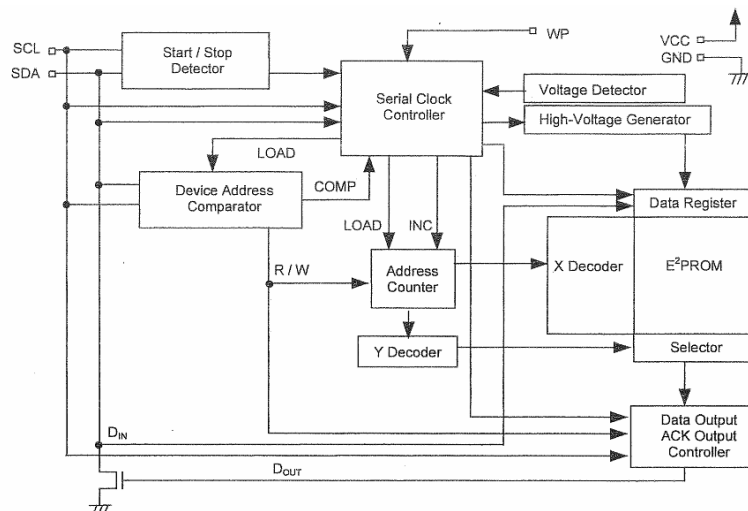 SCL
SDA
Start / Stop
Detector
WP
VCC
GND
Serial Clock
Controller
Voltage Detector
High-Voltage Generator
LOAD
Device Address
Comparator
COMP
LOAD
INC
Data Register
R / W
Address
Counter
X Decoder
E²PROM
Y Decoder
Selector
DIN
Data Output
ACK Output
Controller
DOUT